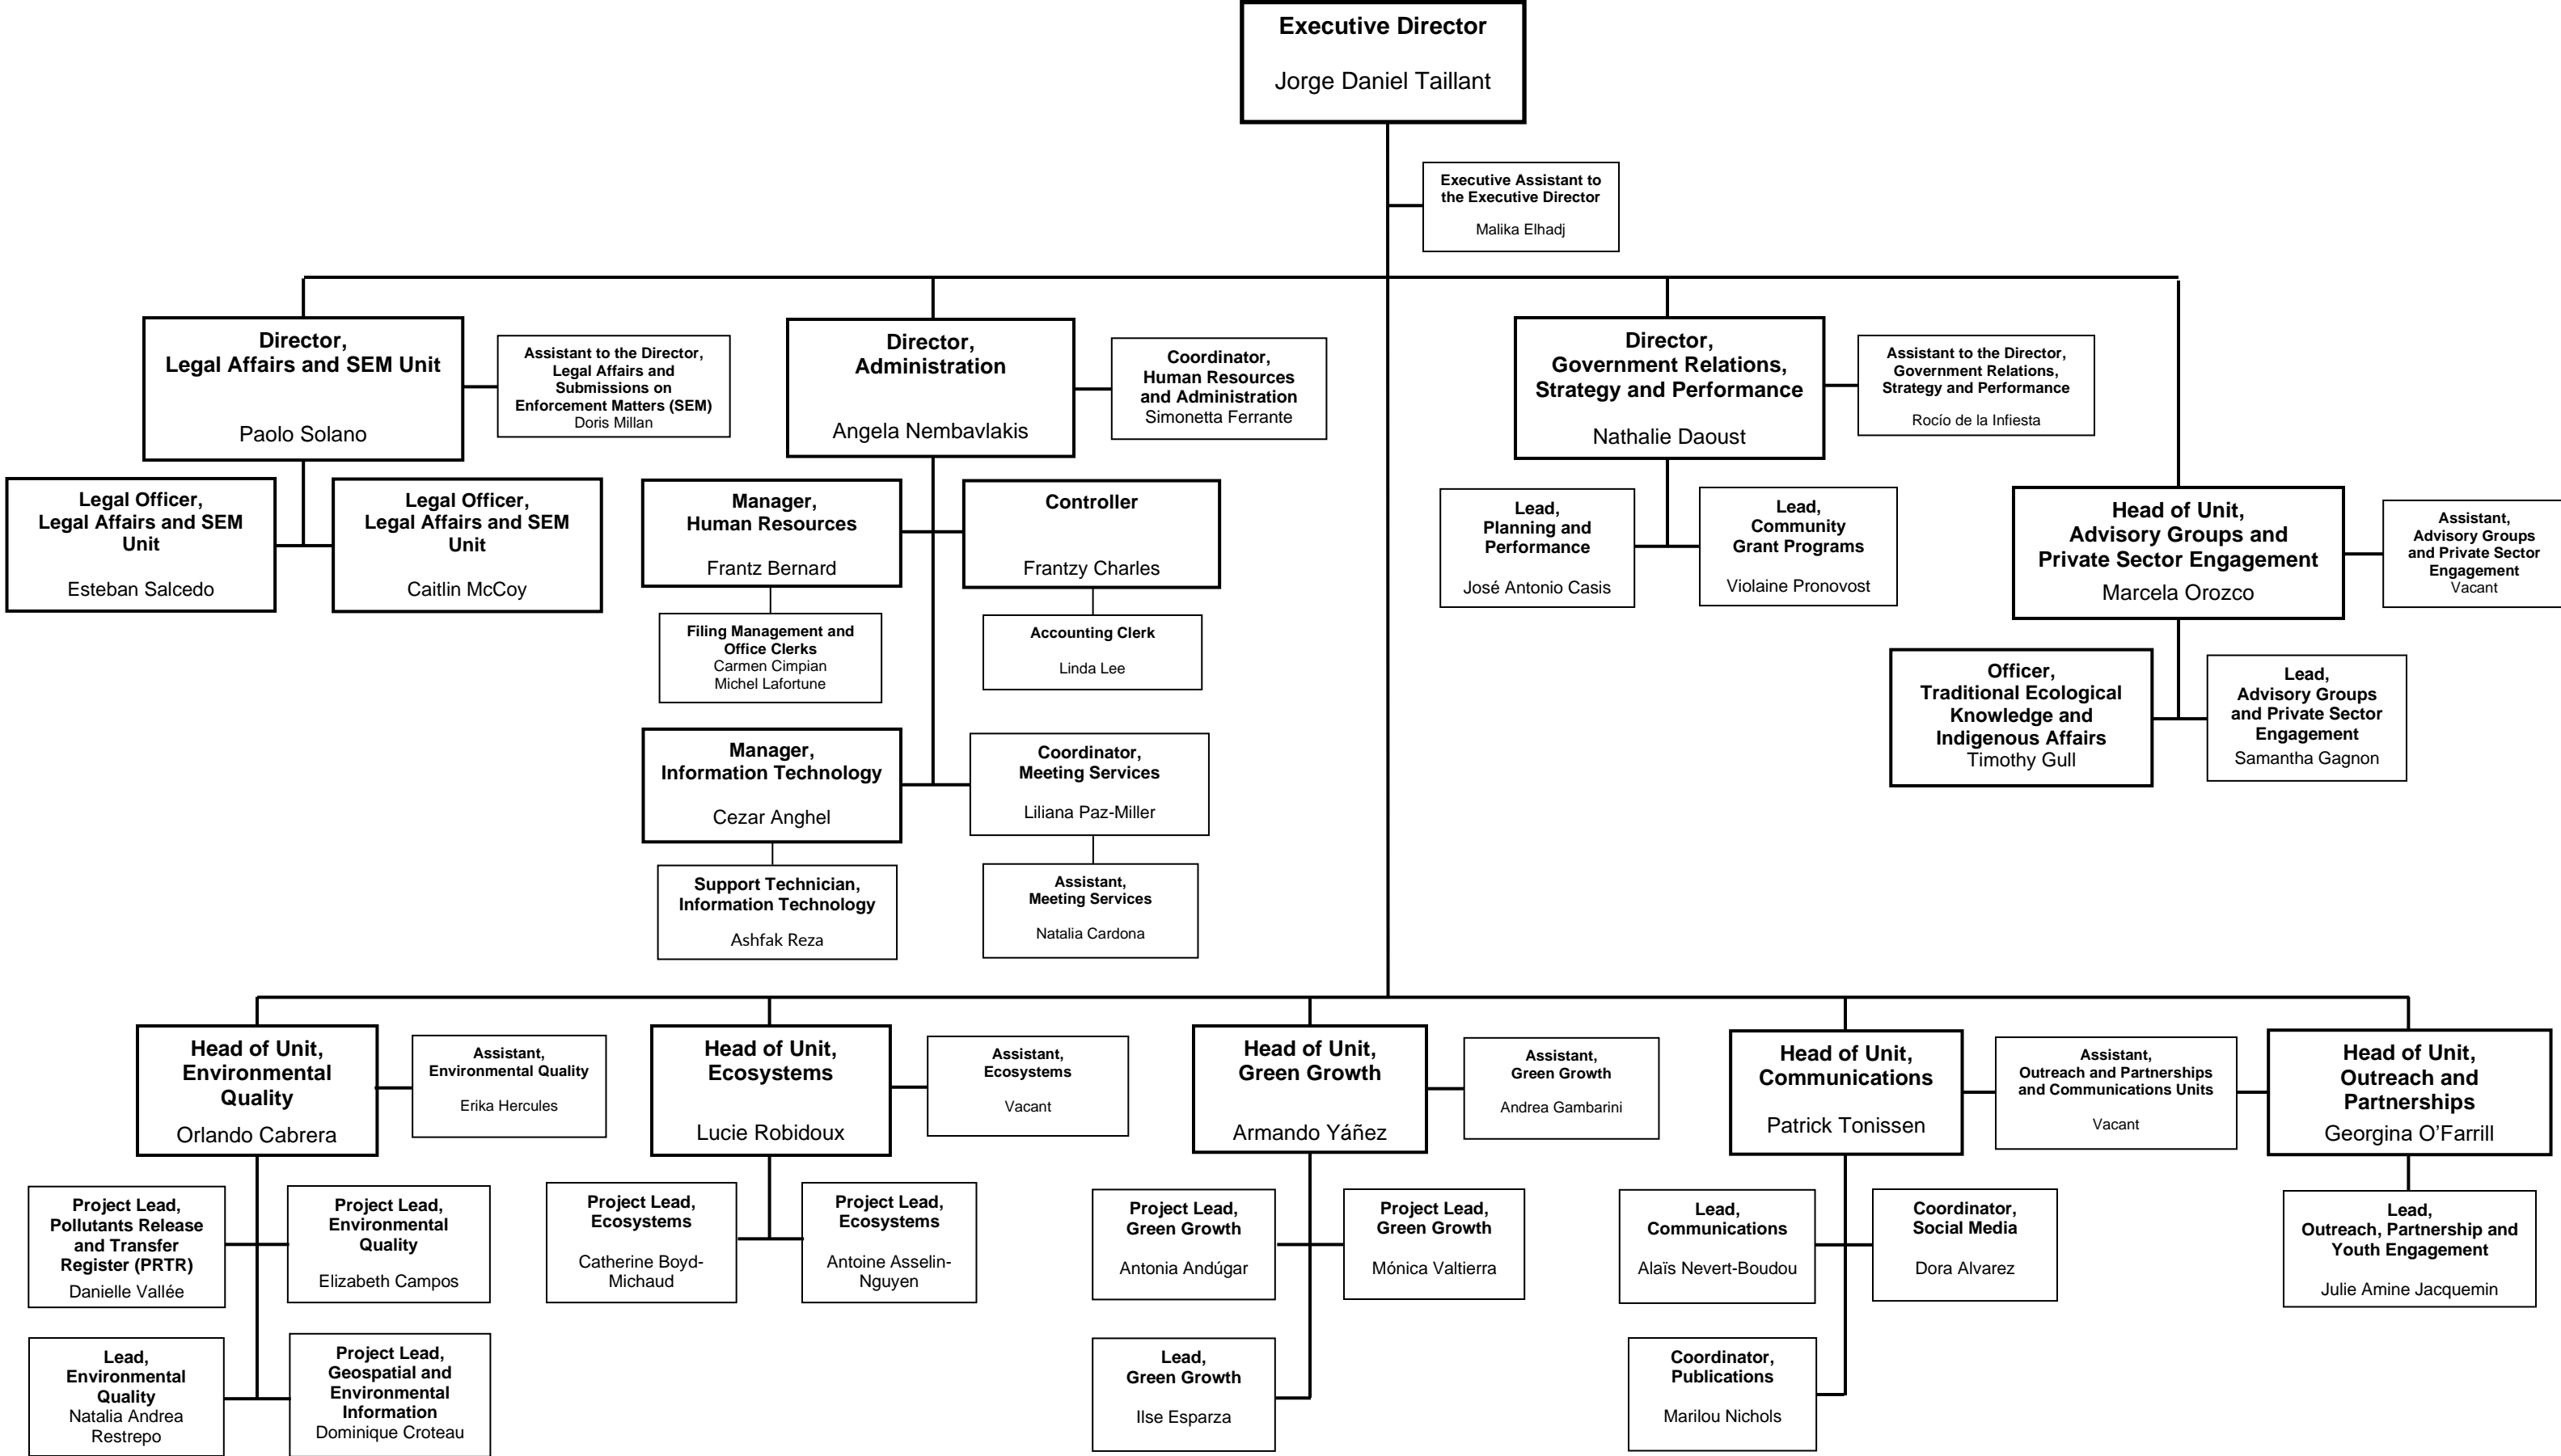 Executive Director
Jorge Daniel Taillant
Executive Assistant to
the Executive Director
Malika Elhadj
Director,
Legal Affairs and SEM Unit
Paolo Solano
Assistant to the Director,
Legal Affairs and
Submissions on
Enforcement Matters (SEM)
Doris Millan
Director,
Administration
Angela Nembavlakis
Coordinator,
Human Resources
and Administration
Simonetta Ferrante
Director,
Government Relations,
Strategy and Performance
Nathalie Daoust
Assistant to the Director,
Government Relations,
Strategy and Performance
Rocío de la Infiesta
Legal Officer,
Legal Affairs and SEM
Unit
Esteban Salcedo
Legal Officer,
Legal Affairs and SEM
Unit
Caitlin McCoy
Manager,
Human Resources
Frantz Bernard
Controller
Frantzy Charles
Lead,
Planning and
Performance
José Antonio Casis
Lead,
Community
Grant Programs
Violaine Pronovost
Head of Unit,
Advisory Groups and
Private Sector Engagement
Marcela Orozco
Assistant,
Advisory Groups
and Private Sector
Engagement
Vacant
Filing Management and
Office Clerks
Carmen Cimpian
Michel Lafortune
Accounting Clerk
Linda Lee
Officer,
Traditional Ecological
Knowledge and
Indigenous Affairs
Timothy Gull
Lead,
Advisory Groups
and Private Sector
Engagement
Samantha Gagnon
Manager,
Information Technology
Cezar Anghel
Coordinator,
Meeting Services
Liliana Paz-Miller
Support Technician,
Information Technology
Ashfak Reza
Assistant,
Meeting Services
Natalia Cardona
Head of Unit,
Environmental
Quality
Orlando Cabrera
Assistant,
Environmental Quality
Erika Hercules
Head of Unit,
Ecosystems
Lucie Robidoux
Assistant,
Ecosystems
Vacant
Head of Unit,
Green Growth
Armando Yáñez
Assistant,
Green Growth
Andrea Gambarini
Head of Unit,
Communications
Patrick Tonissen
Assistant,
Outreach and Partnerships
and Communications Units
Vacant
Head of Unit,
Outreach and
Partnerships
Georgina O’Farrill
Project Lead,
Pollutants Release
and Transfer
Register (PRTR)
Danielle Vallée
Project Lead,
Environmental
Quality
Elizabeth Campos
Project Lead,
Ecosystems
Catherine Boyd-
Michaud
Project Lead,
Ecosystems
Antoine Asselin-
Nguyen
Project Lead,
Green Growth
Antonia Andúgar
Project Lead,
Green Growth
Mónica Valtierra
Lead,
Communications
Alaïs Nevert-Boudou
Coordinator,
Social Media
Dora Alvarez
Lead,
Outreach, Partnership and
Youth Engagement
Julie Amine Jacquemin
Lead,
Environmental
Quality
Natalia Andrea
Restrepo
Project Lead,
Geospatial and
Environmental
Information
Dominique Croteau
Lead,
Green Growth
Ilse Esparza
Coordinator,
Publications
Marilou Nichols